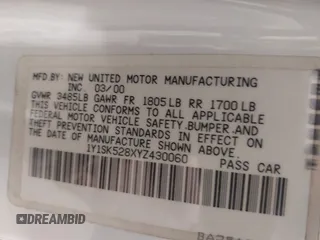 MFD BY NEW UNITED MOTOR MANUFACTURING
INC. 03/00
GVWR 3485LB GAWR FR 1805LB RR 1700LB
THIS VEHICLE CONFORMS TO ALL APPLICABLE
FEDERAL MOTOR VEHICLE SAFETY, BUMPER AND
THEFT PREVENTION STANDARDS IN EFFECT ON
THE DATE OF MANUFACTURE SHOWN ABOVE
1Y1SK528XYZ430060 PASS CAR
DREAMBID